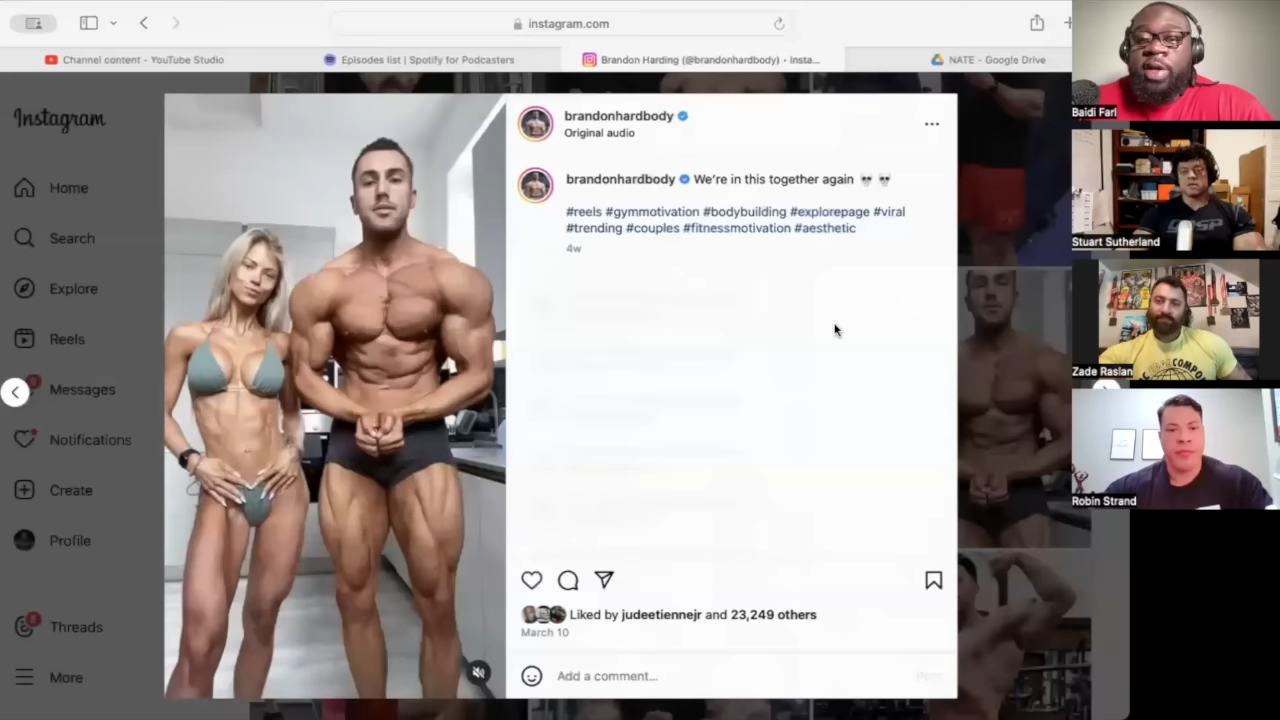 instagram.com
Channel content - YouTube Studio
Episodes list | Spotify for Podcasters
Brandon Harding (@brandonhardbody) • Insta...
NATE - Google Drive
Instagram
Home
Search
Explore
Reels
Messages
Notifications
Create
Profile
Threads
More
brandonhardbody
Original audio
brandonhardbody We're in this together again
#reels #gymmotivation #bodybuilding #explorepage #viral
#trending #couples #fitnessmotivation #aesthetic
4w
Liked by judeetiennejr and 23,249 others
March 10
Add a comment...
Post
Baidi Farl
Stuart Sutherland
Zade Raslan
Robin Strand